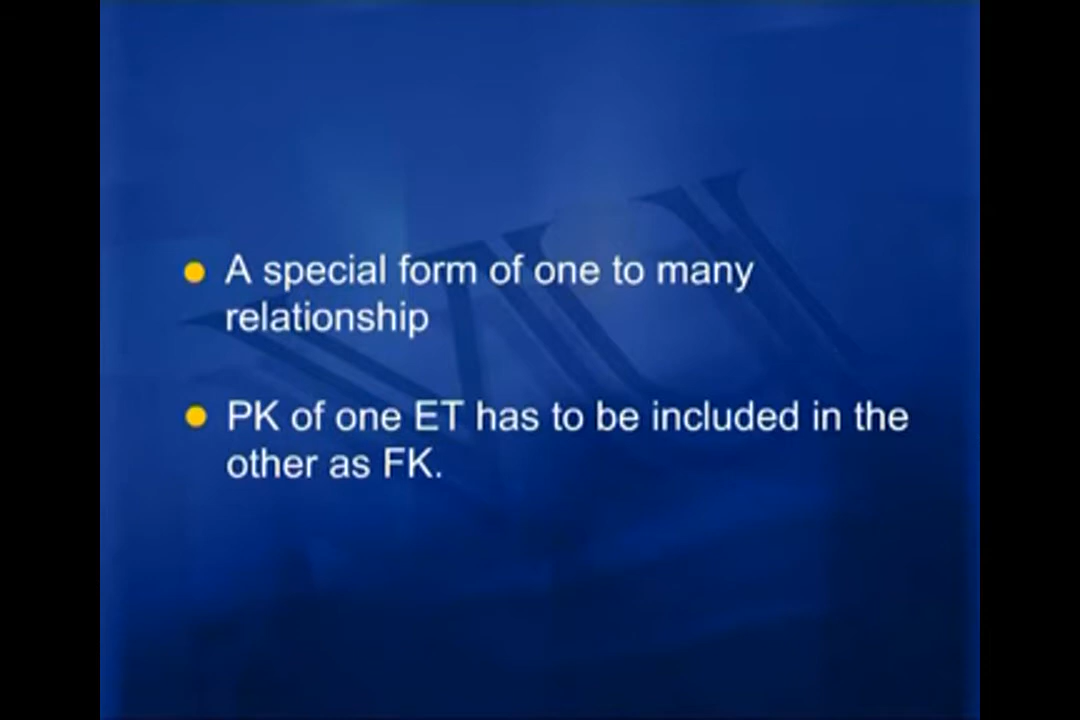 A special form of one to many
relationship
PK of one ET has to be included in the
other as FK.